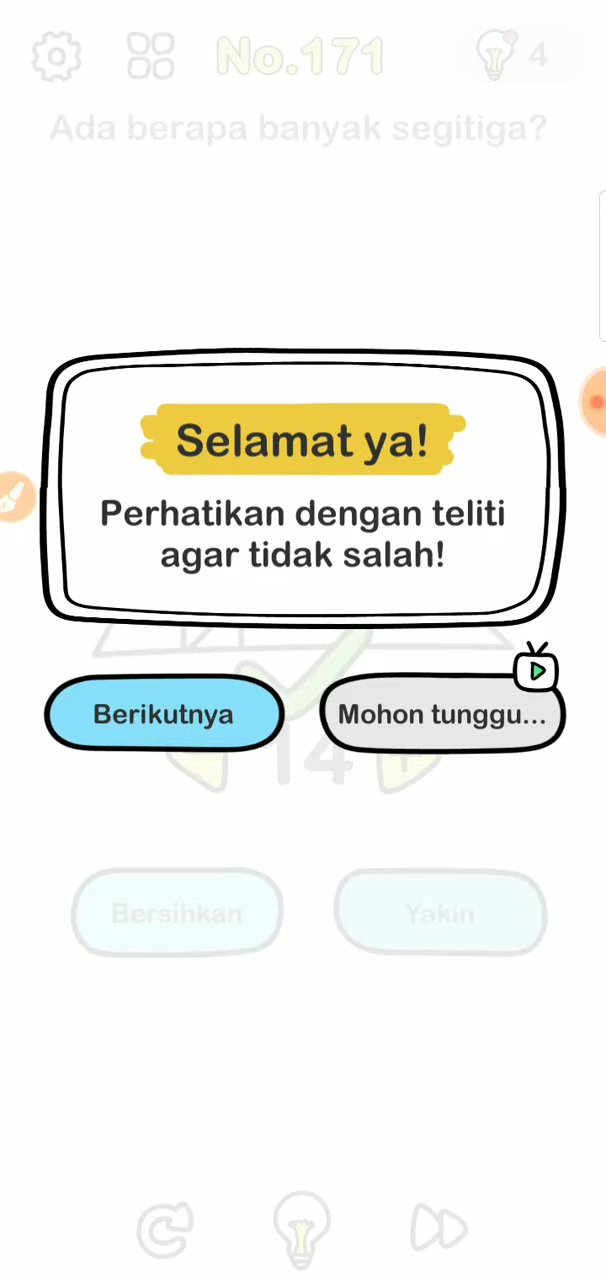 No.171
4
Ada berapa banyak segitiga?
Selamat ya!
Perhatikan dengan teliti
agar tidak salah!
Berikutnya
Mohon tunggu...
14
Bersihkan
Yakin